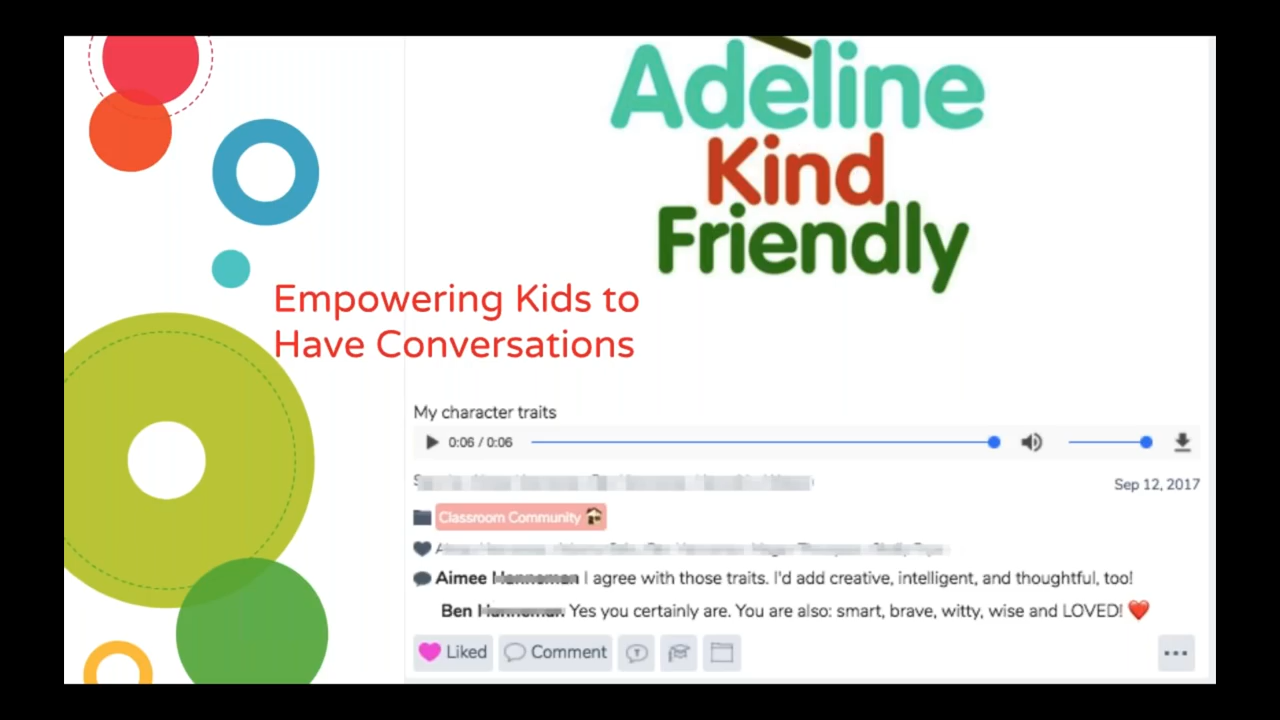 Adeline
Kind
Friendly
Empowering Kids to
Have Conversations
My character traits
0:06 / 0:06
Sep 12, 2017
Classroom Community
Aimee I agree with those traits. I'd add creative, intelligent, and thoughtful, too!
Ben Yes you certainly are. You are also: smart, brave, witty, wise and LOVED! ❤️
Liked Comment